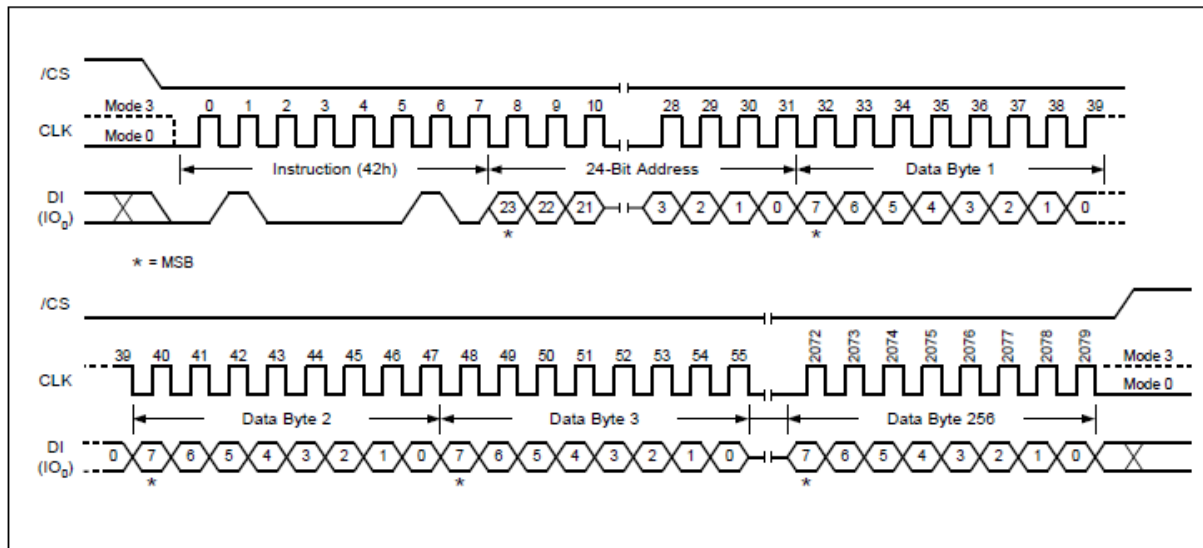 /CS
Mode 3 0 1 2 3 4 5 6 7 8 9 10 28 29 30 31 32 33 34 35 36 37 38 39
CLK Mode 0
Instruction (42h) 24-Bit Address Data Byte 1
DI
(IO0) 23 22 21 3 2 1 0 7 6 5 4 3 2 1 0
* *
* = MSB
/CS
39 40 41 42 43 44 45 46 47 48 49 50 51 52 53 54 55 2072 2073 2074 2075 2076 2077 2078 2079 Mode 3
CLK Mode 0
Data Byte 2 Data Byte 3 Data Byte 256
DI
(IO0) 0 7 6 5 4 3 2 1 0 7 6 5 4 3 2 1 0 7 6 5 4 3 2 1 0
* * *